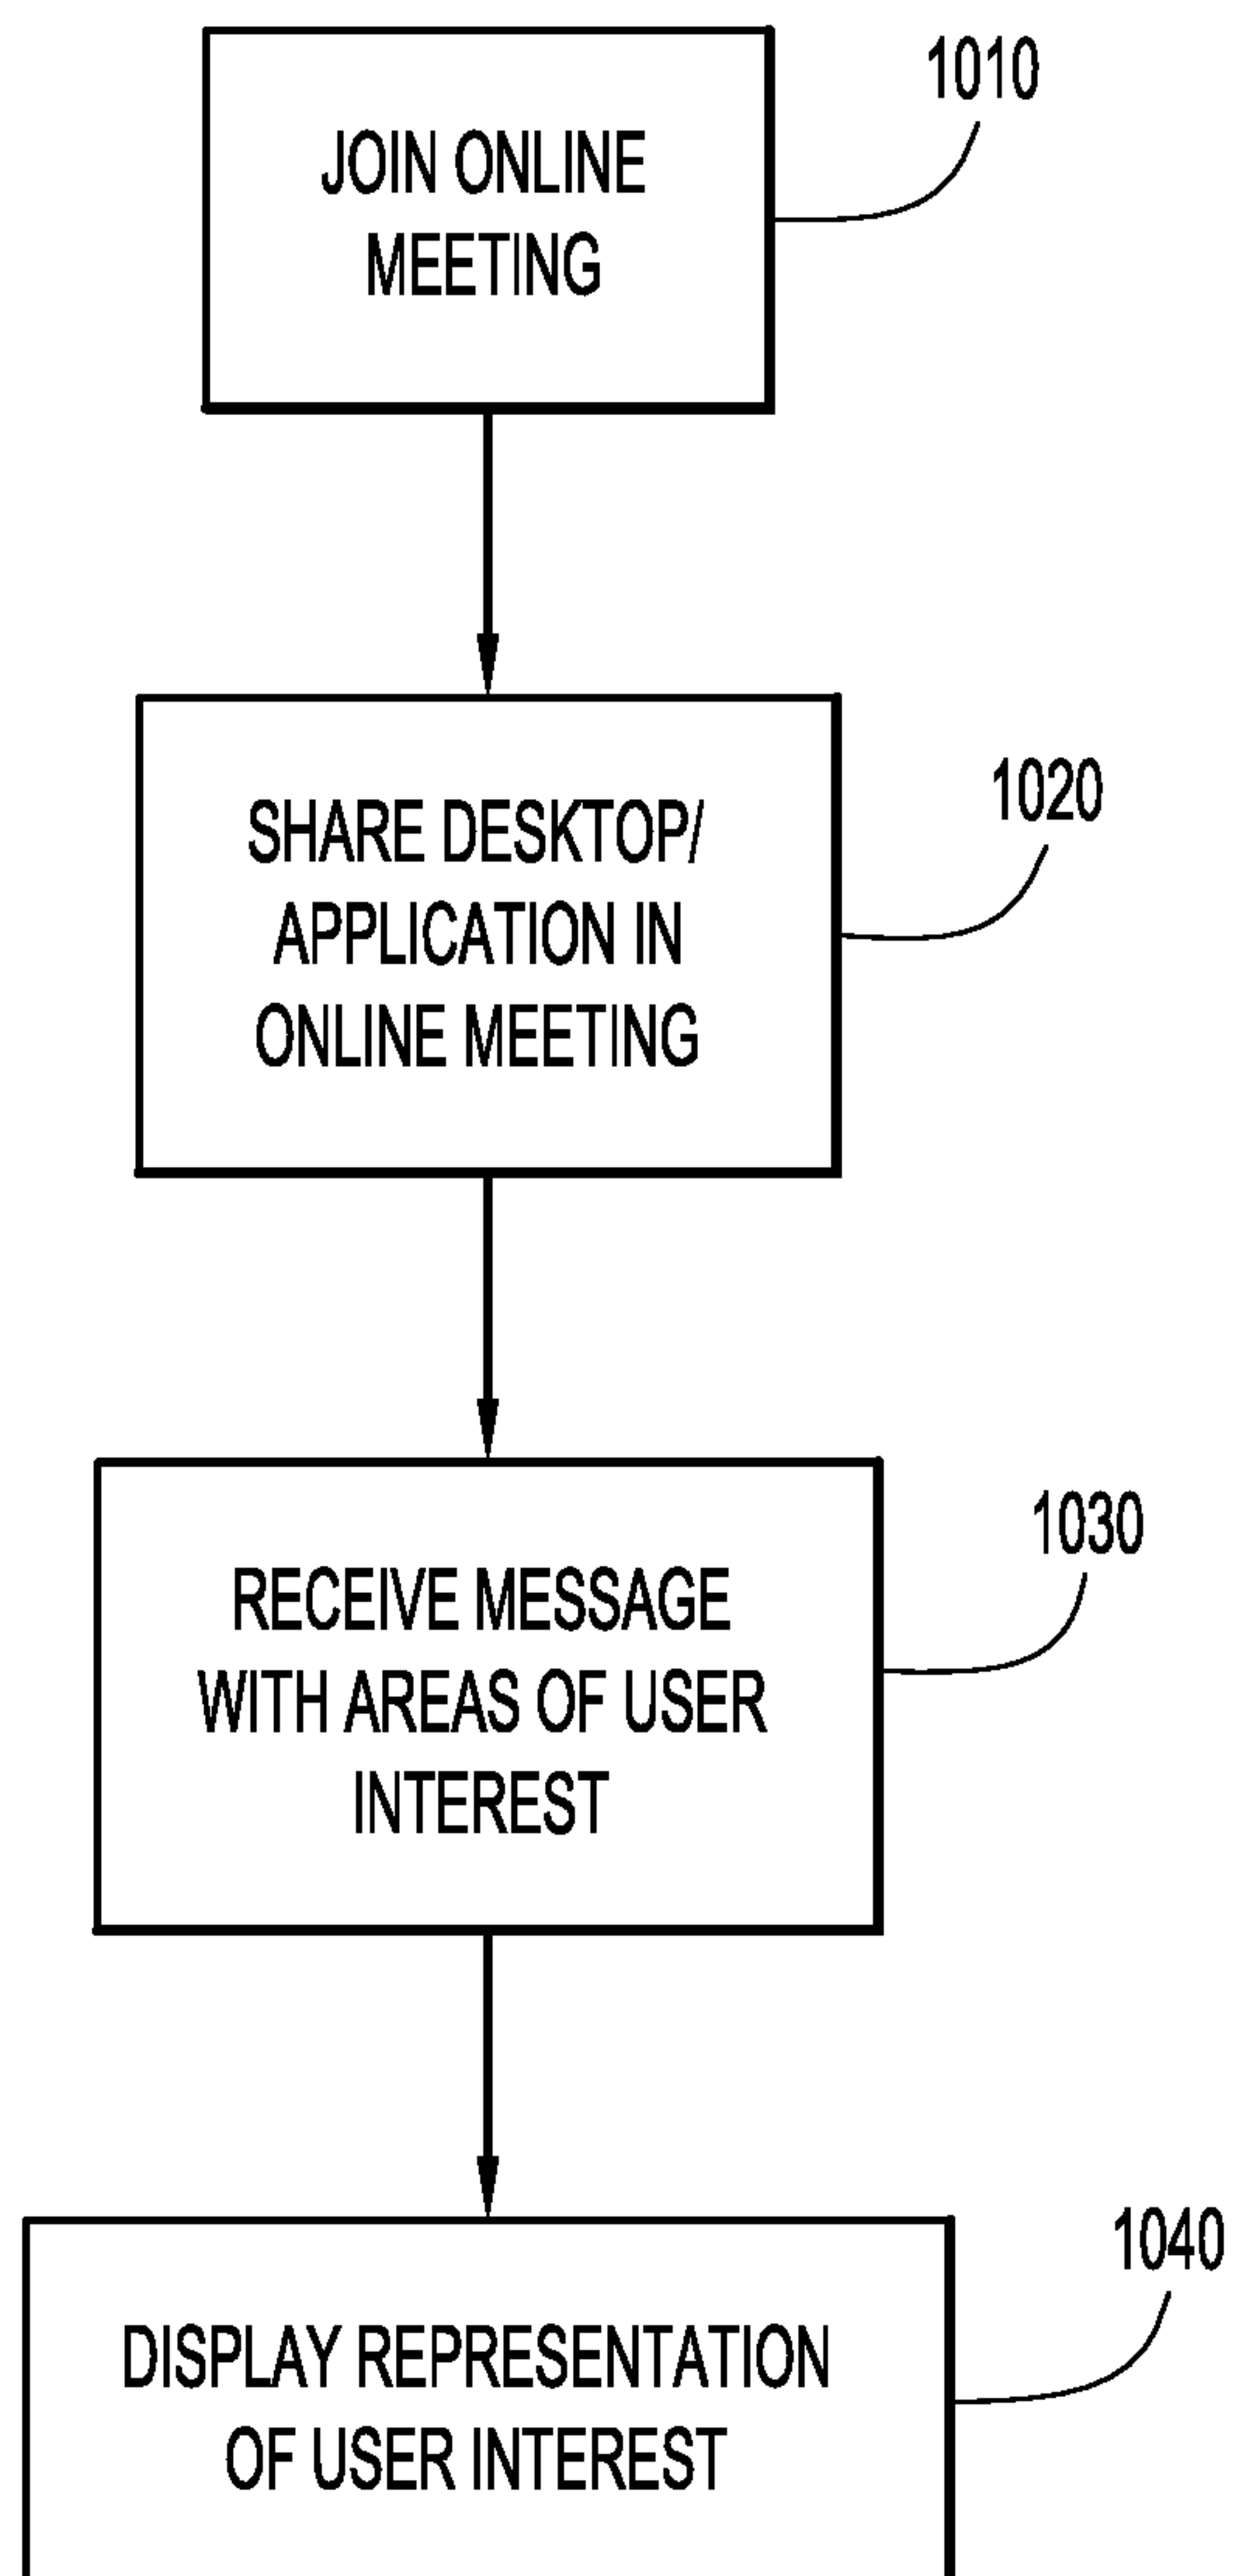 JOIN ONLINE
MEETING
1010
SHARE DESKTOP/
APPLICATION IN
ONLINE MEETING
1020
RECEIVE MESSAGE
WITH AREAS OF USER
INTEREST
1030
DISPLAY REPRESENTATION
OF USER INTEREST
1040